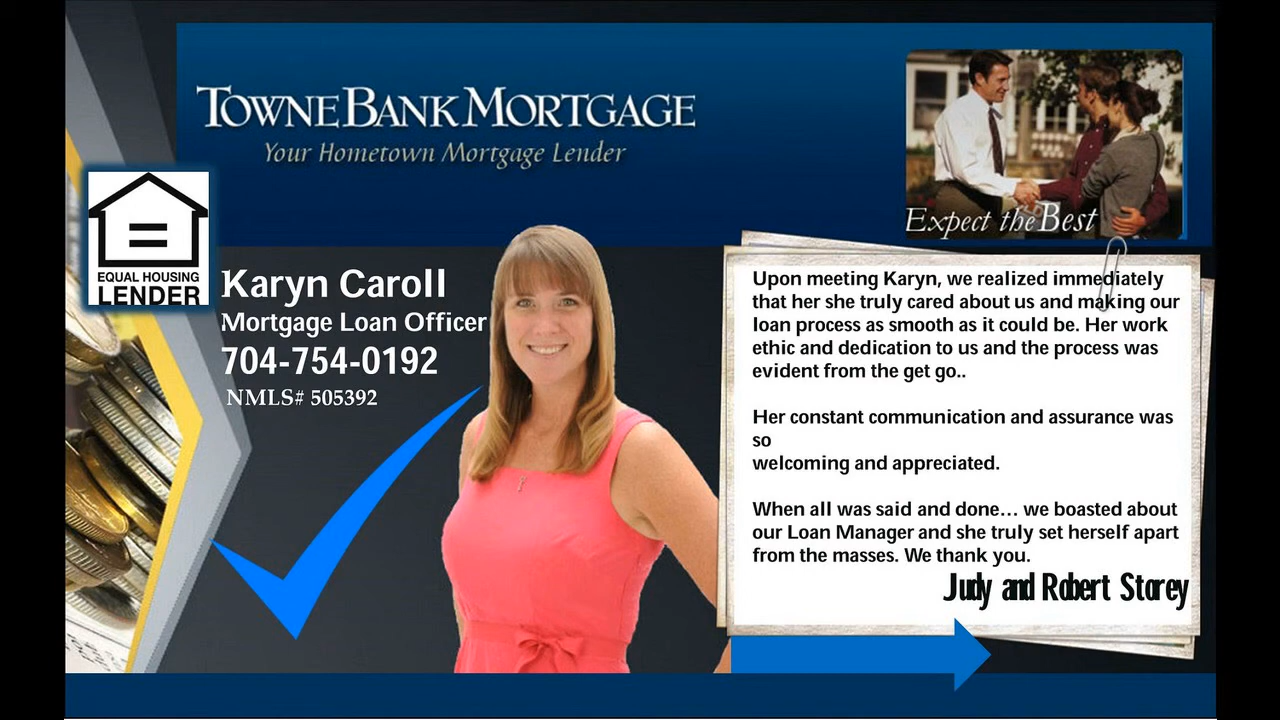 TOWNEBANK MORTGAGE
Your Hometown Mortgage Lender
Expect the Best
EQUAL HOUSING
LENDER
Karyn Caroll
Mortgage Loan Officer
704-754-0192
NMLS# 505392
Upon meeting Karyn, we realized immediately
that her she truly cared about us and making our
loan process as smooth as it could be. Her work
ethic and dedication to us and the process was
evident from the get go..
Her constant communication and assurance was
so
welcoming and appreciated.
When all was said and done... we boasted about
our Loan Manager and she truly set herself apart
from the masses. We thank you.
Judy and Robert Storey